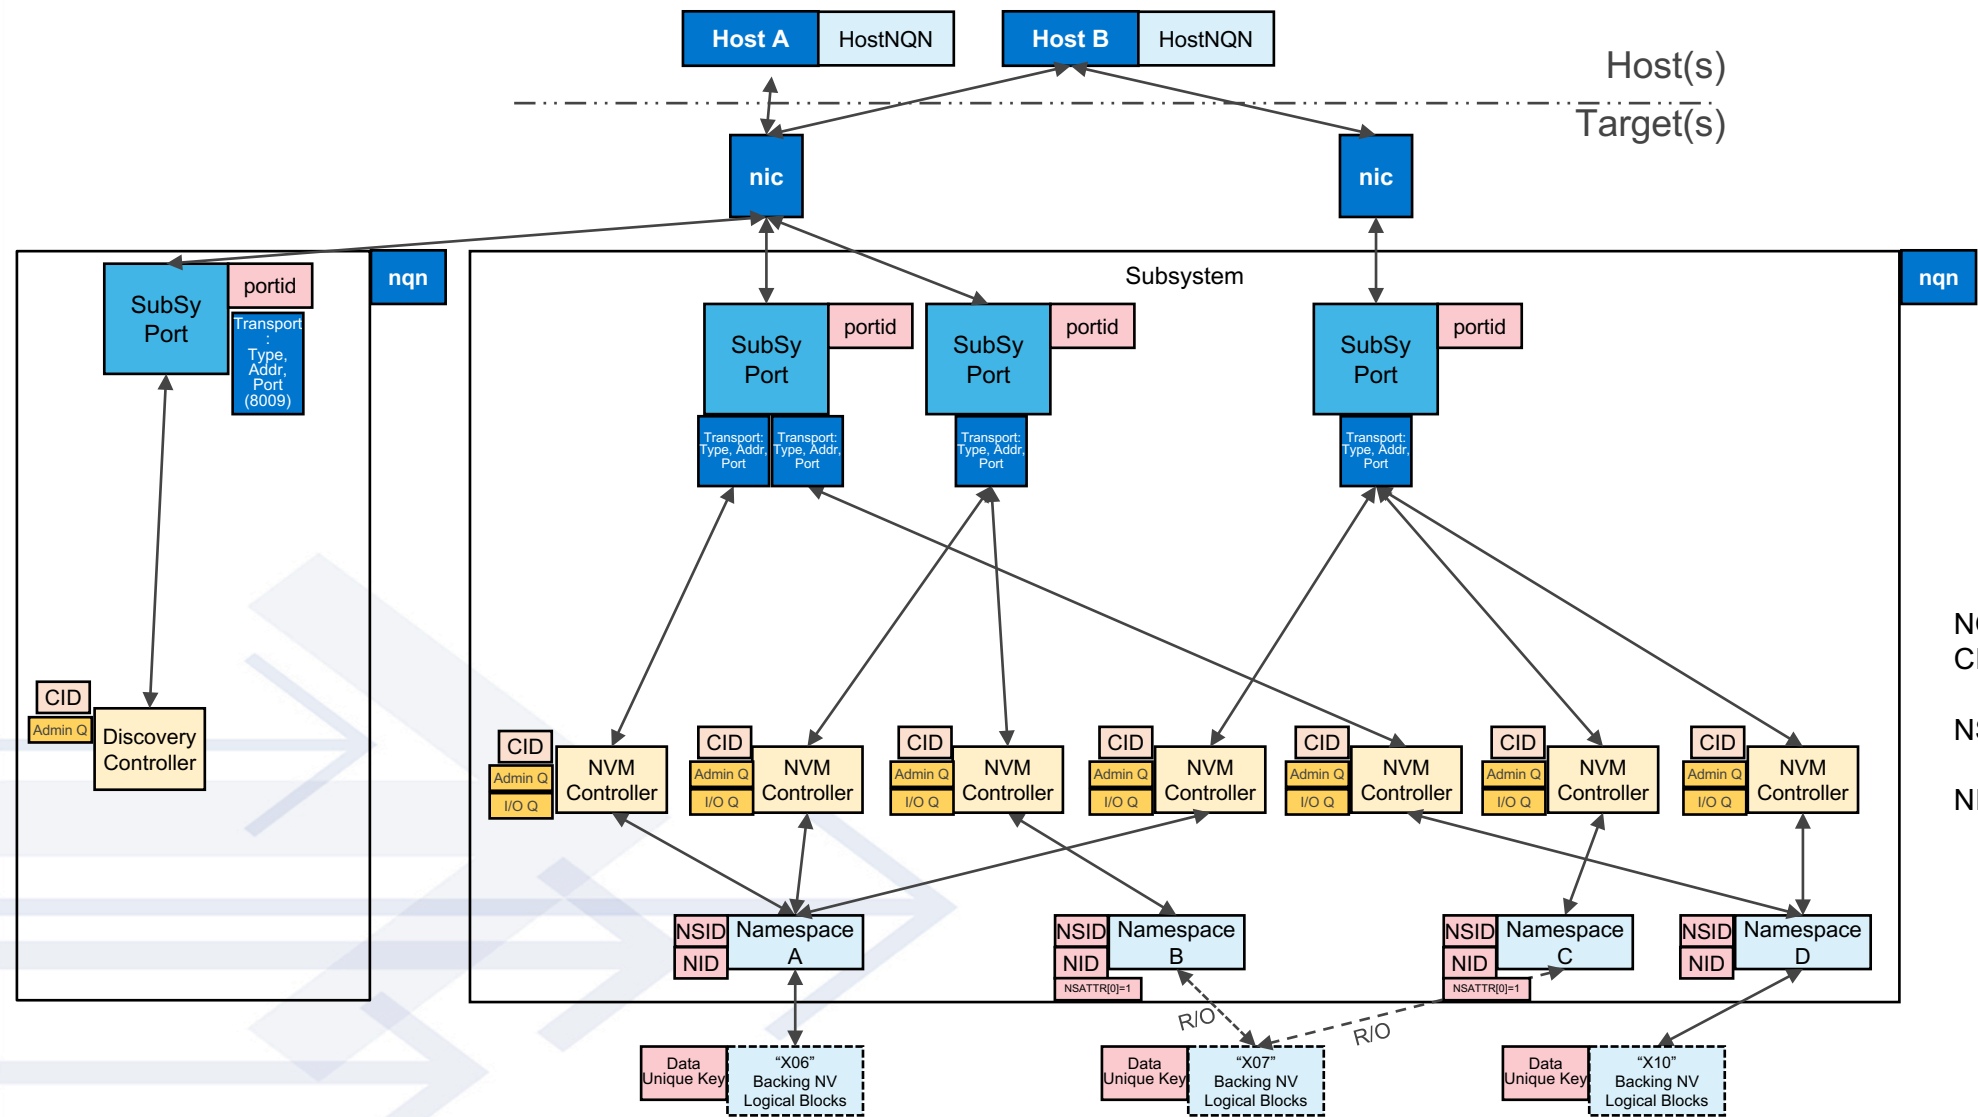 Host A
HostNQN
Host B
HostNQN
Host(s)
Target(s)
nic
nic
nqn
Subsystem
nqn
SubSy
Port
portid
Transport
:
Type,
Addr,
Port
(8009)
SubSy
Port
portid
SubSy
Port
portid
SubSy
Port
portid
Transport:
Type, Addr,
Port
Transport:
Type, Addr,
Port
Transport:
Type, Addr,
Port
Transport:
Type, Addr,
Port
CID
Admin Q
Discovery
Controller
CID
Admin Q
I/O Q
NVM
Controller
CID
Admin Q
I/O Q
NVM
Controller
CID
Admin Q
I/O Q
NVM
Controller
CID
Admin Q
I/O Q
NVM
Controller
CID
Admin Q
I/O Q
NVM
Controller
CID
Admin Q
I/O Q
NVM
Controller
CID
Admin Q
I/O Q
NVM
Controller
NSID
NID
Namespace
A
NSID
NID
NSATTR[0]=1
Namespace
B
NSID
NID
NSATTR[0]=1
Namespace
C
NSID
NID
Namespace
D
R/O
R/O
Data
Unique Key
“X06”
Backing NV
Logical Blocks
Data
Unique Key
“X07”
Backing NV
Logical Blocks
Data
Unique Key
“X10”
Backing NV
Logical Blocks